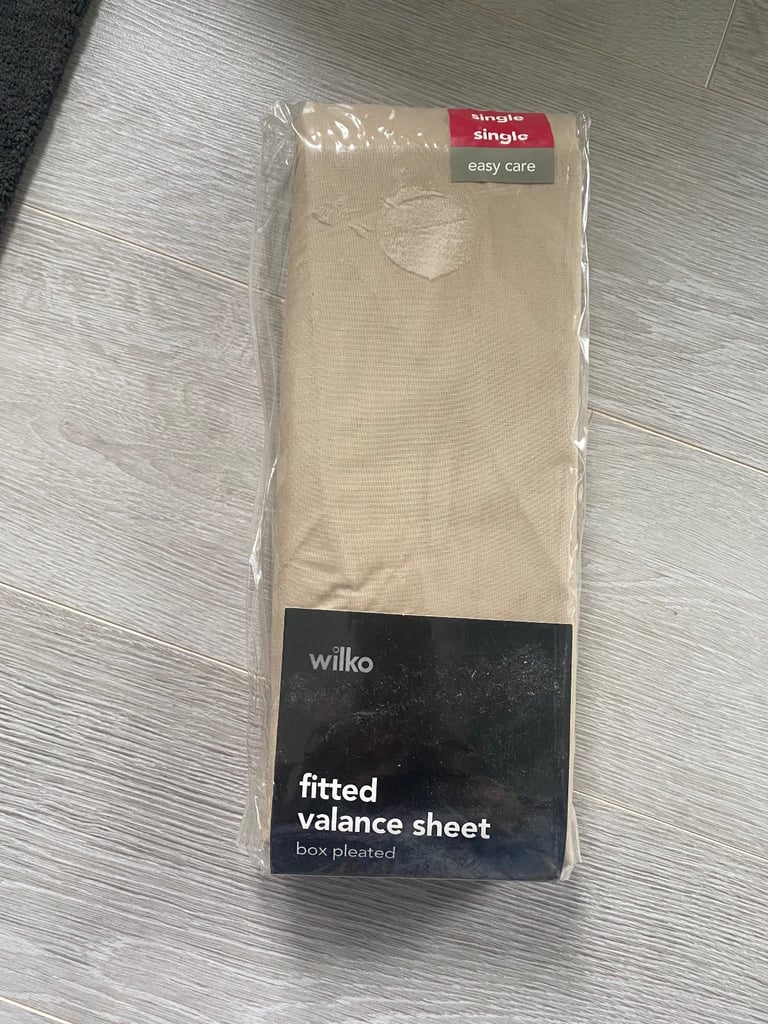 single
single
easy care
wilko
fitted
valance sheet
box pleated